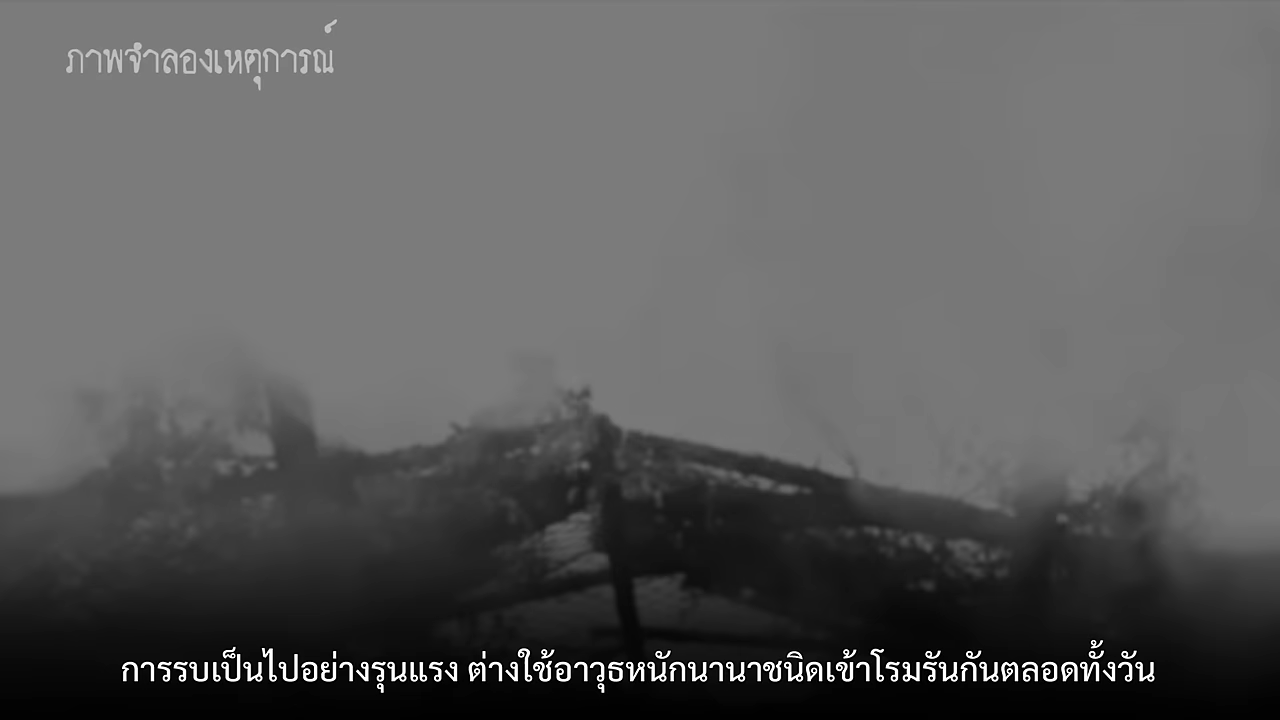 ภาพจำลองเหตุการณ์
การรบเป็นไปอย่างรุนแรง ต่างใช้อาวุธหนักนานาชนิดเข้าโรมรันกันตลอดทั้งวัน